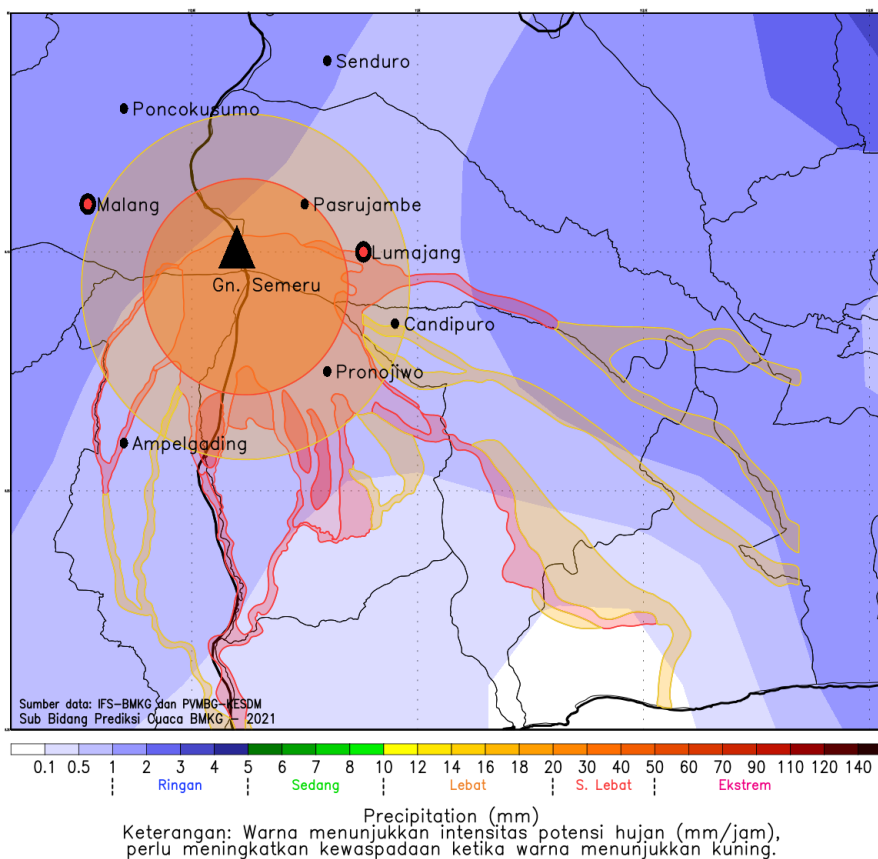 Senduro
Poncokusumo
Malang
Pasrujambe
Lumajang
Gn. Semeru
Candipuro
Pronojiwo
Ampelgading
Sumber data: IFS-BMKG dan PVMBG-KESDM
Sub Bidang Prediksi Cuaca BMKG - 2021
0.1 0.5 1 2 3 4 5 6 7 8 10 12 14 16 18 20 30 40 50 60 70 90 110 120 140
Ringan Sedang Lebat S. Lebat Ekstrem
Precipitation (mm)
Keterangan: Warna menunjukkan intensitas potensi hujan (mm/jam),
perlu meningkatkan kewaspadaan ketika warna menunjukkan kuning.